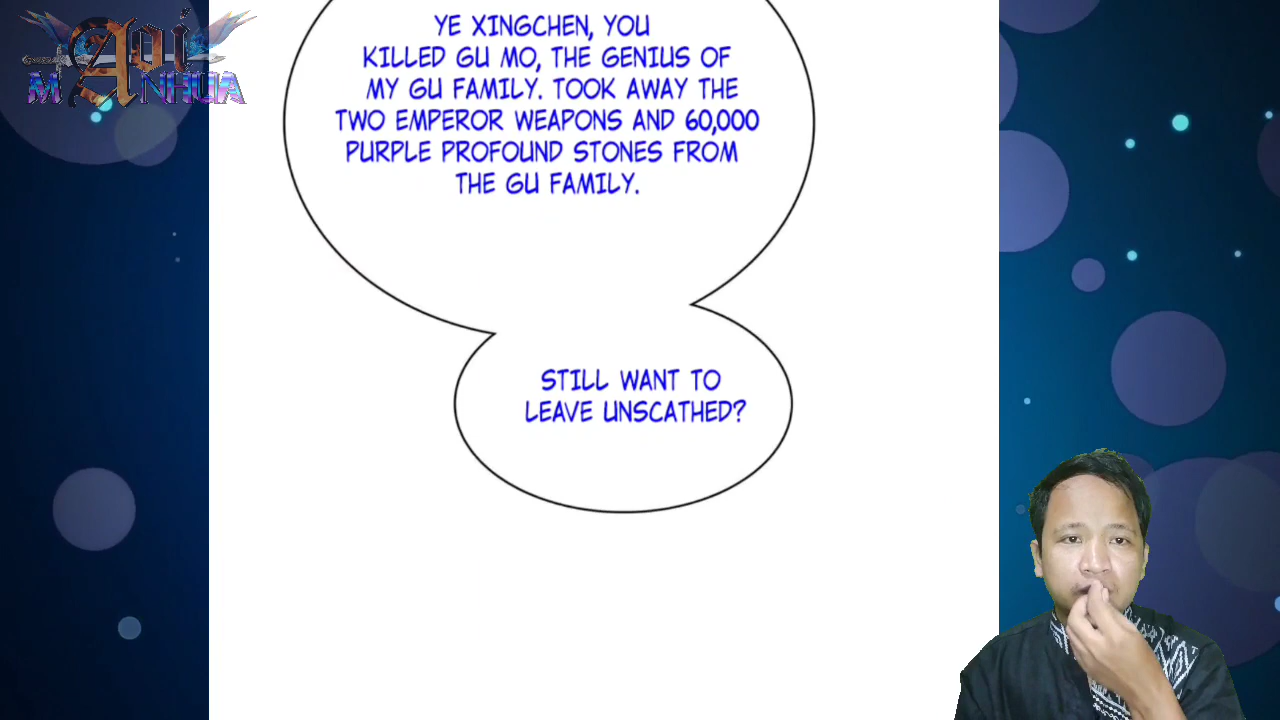 Aoi
MANHUA
YE XINGCHEN, YOU
KILLED GU MO, THE GENIUS OF
MY GU FAMILY. TOOK AWAY THE
TWO EMPEROR WEAPONS AND 60,000
PURPLE PROFOUND STONES FROM
THE GU FAMILY.
STILL WANT TO
LEAVE UNSCATHED?